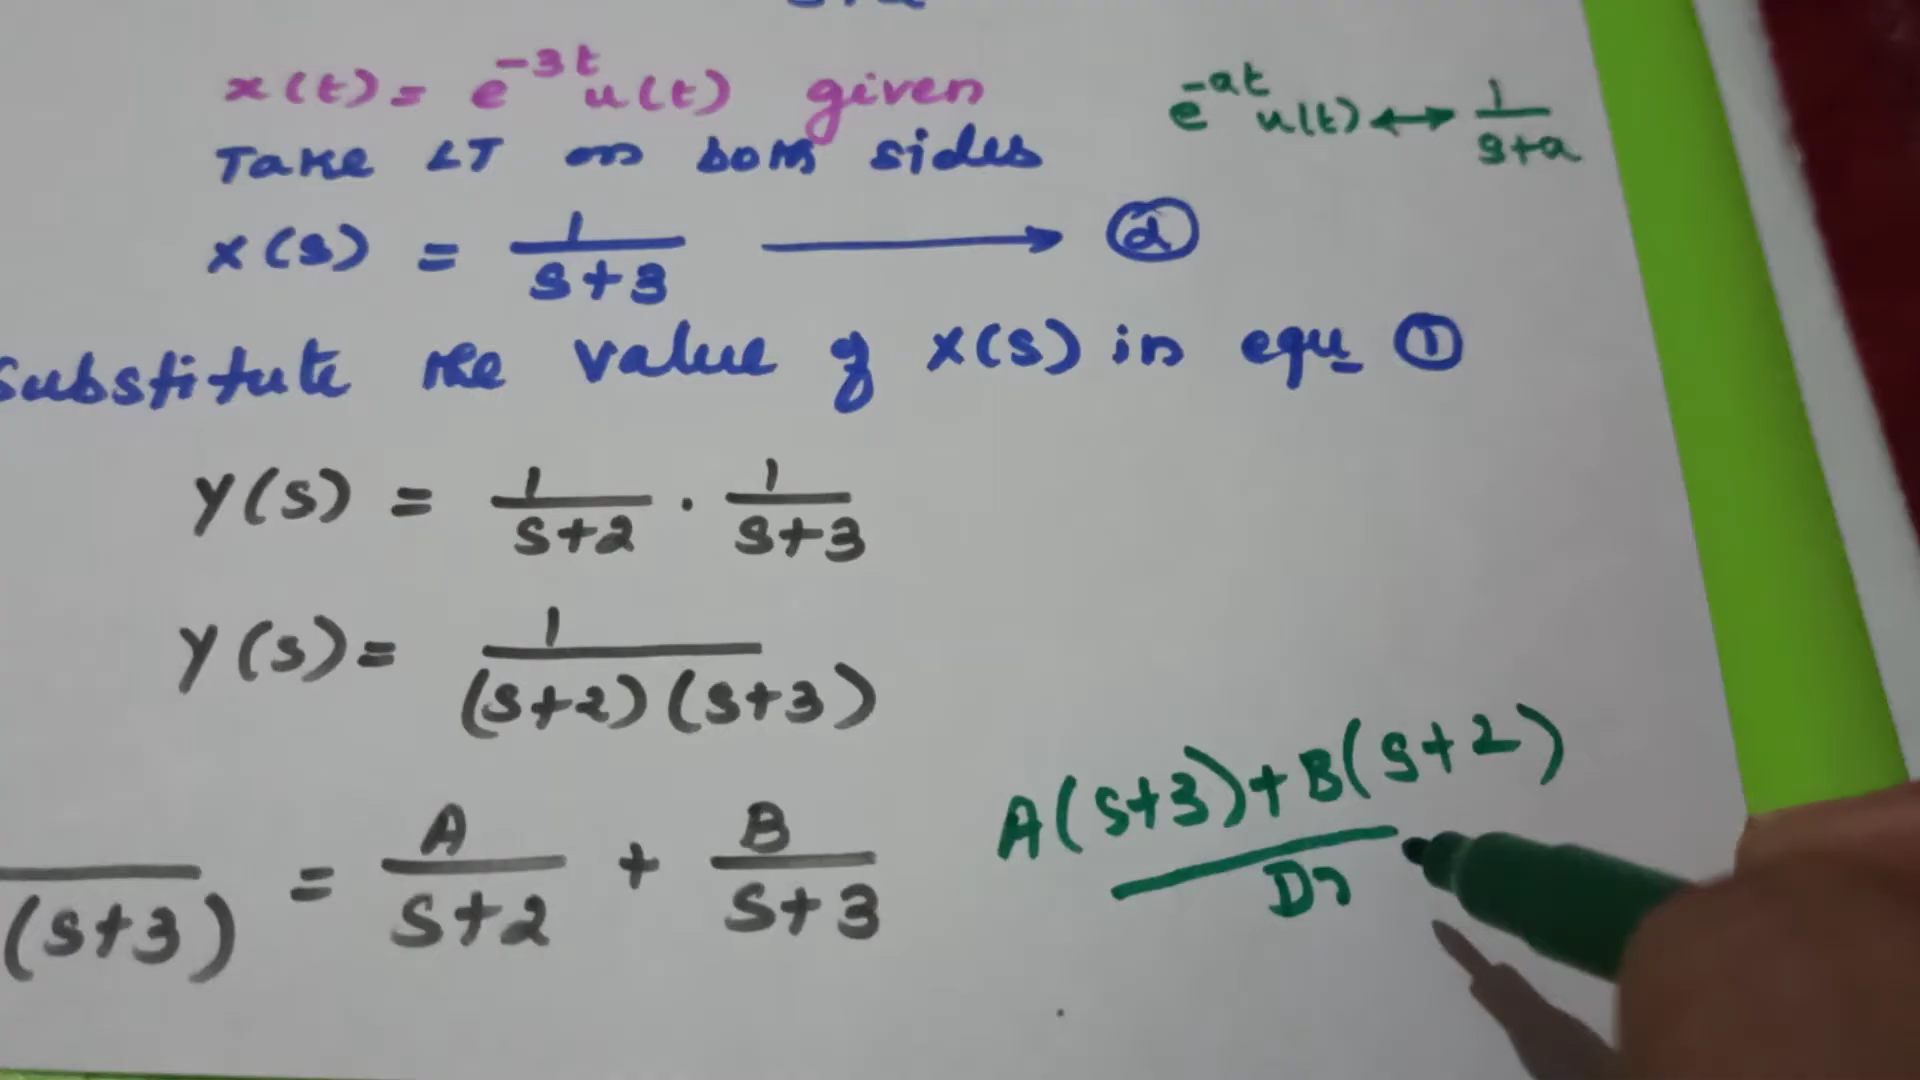 x(t) = e^{-3t} u(t) given
e^{-at} u(t) ↔ 1/(s+a)
Take LT on both sides
X(s) = 1/(s+3) → ②
Substitute the value of X(s) in equ ①
Y(s) = 1/(s+2) · 1/(s+3)
Y(s) = 1/((s+2)(s+3))
(s+3) = A/(s+2) + B/(s+3)
A(s+3)+B(s+2)
Dr